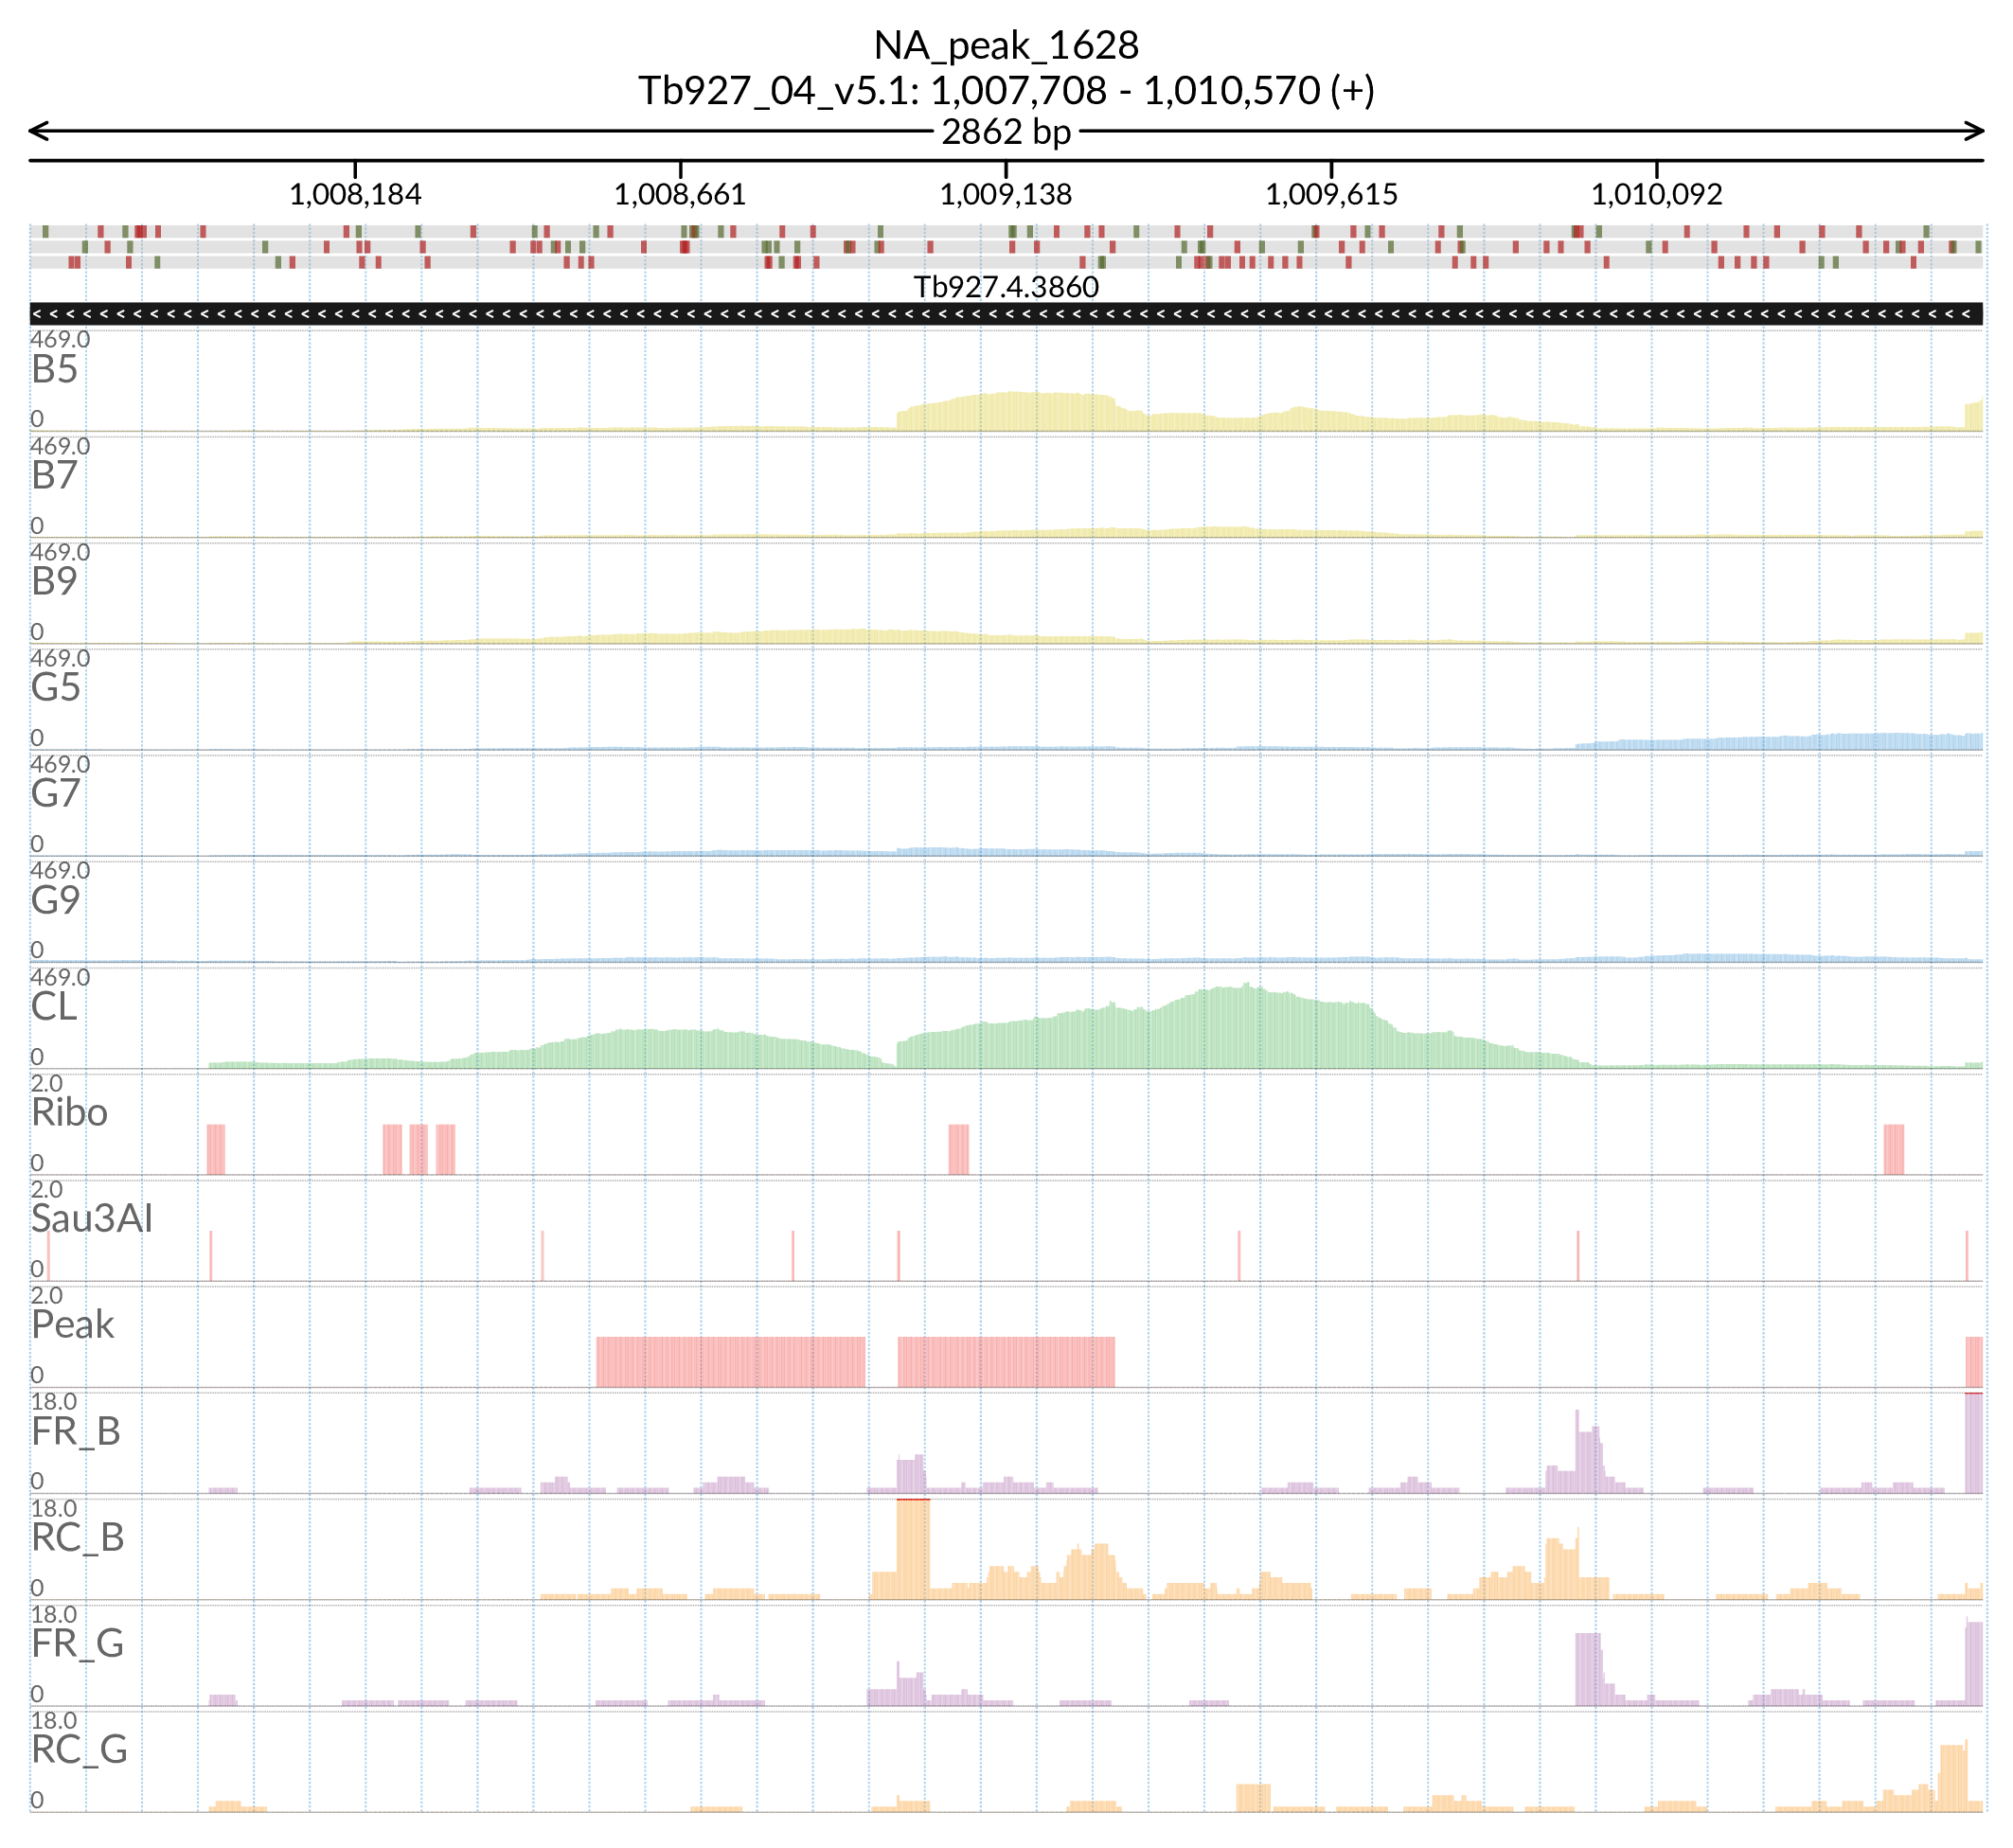 NA_peak_1628
Tb927_04_v5.1: 1,007,708 - 1,010,570 (+)
2862 bp
1,008,184 1,008,661 1,009,138 1,009,615 1,010,092
Tb927.4.3860
469.0
B5
0
469.0
B7
0
469.0
B9
0
469.0
G5
0
469.0
G7
0
469.0
G9
0
469.0
CL
0
2.0
Ribo
0
2.0
Sau3AI
0
2.0
Peak
0
18.0
FR_B
0
18.0
RC_B
0
18.0
FR_G
0
18.0
RC_G
0